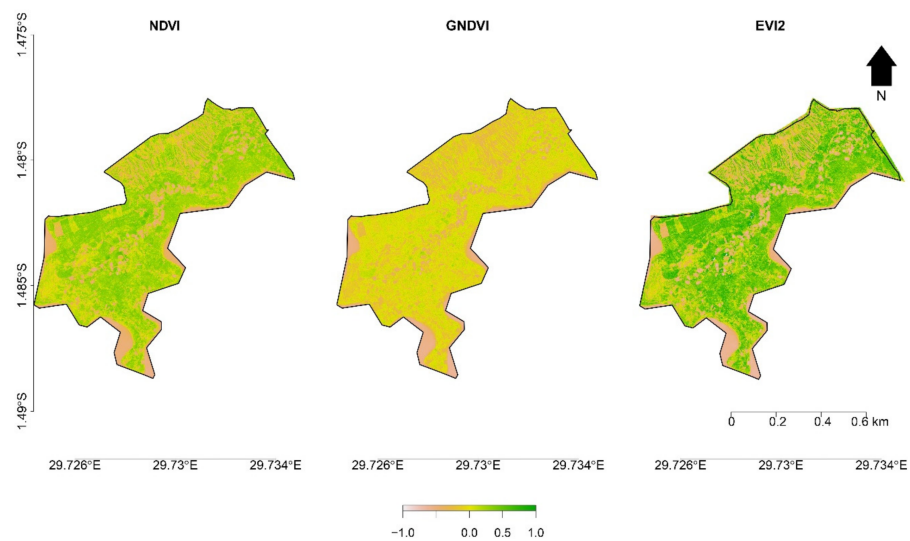 NDVI GNDVI EVI2
1.475°S
N
1.48°S
1.485°S
1.49°S
0 0.2 0.4 0.6 km
29.726°E 29.73°E 29.734°E 29.726°E 29.73°E 29.734°E 29.726°E 29.73°E 29.734°E
−1.0 0.0 0.5 1.0